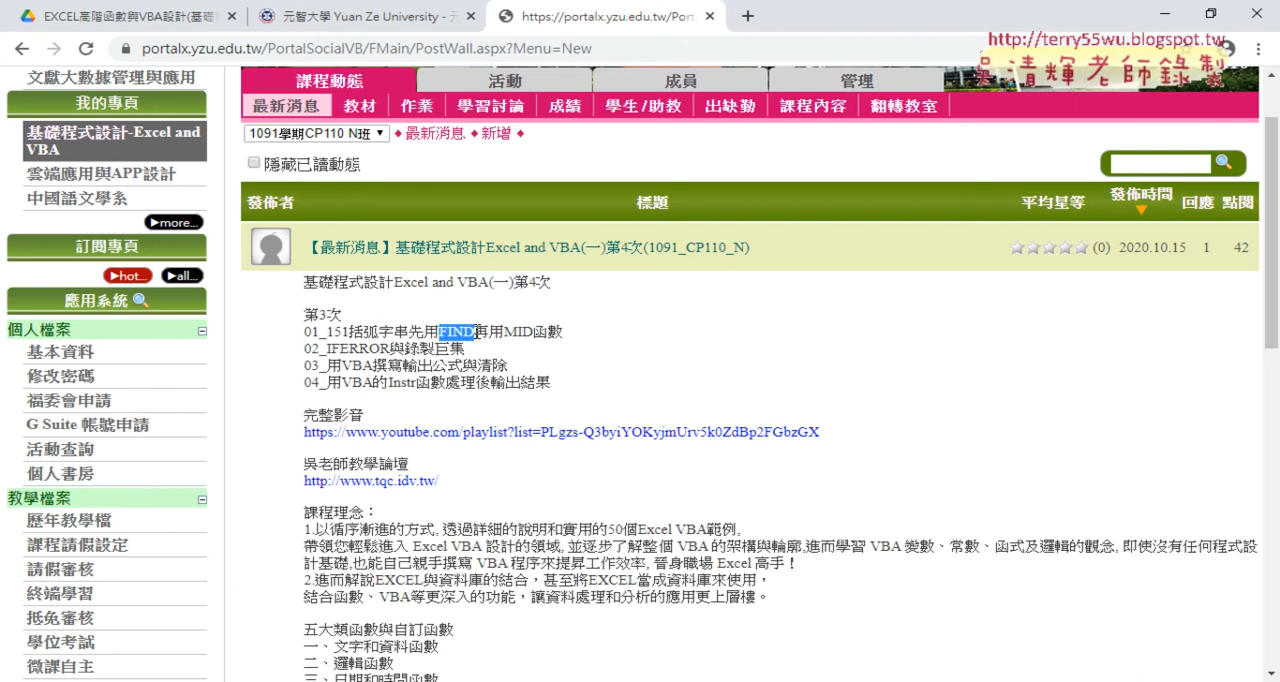 EXCEL高階函數與VBA設計(基礎
元智大學 Yuan Ze University - 元
https://portalx.yzu.edu.tw/Port
portalx.yzu.edu.tw/PortalSocialVB/FMain/PostWall.aspx?Menu=New
http://terry55wu.blogspot.tw
吳清輝老師錄製
文獻大數據管理與應用
我的專頁
基礎程式設計-Excel and
VBA
雲端應用與APP設計
中國語文學系
▶more...
訂閱專頁
▶hot... ▶all...
應用系統
個人檔案
基本資料
修改密碼
福委會申請
G Suite 帳號申請
活動查詢
個人書房
教學檔案
歷年教學檔
課程請假設定
請假審核
終端學習
抵免審核
學位考試
微課自主
課程動態 活動 成員 管理
最新消息 教材 作業 學習討論 成績 學生/助教 出缺勤 課程內容 翻轉教室
1091學期CP110 N班 ▼ ◆最新消息 ◆新增 ◆
隱藏已讀動態
發佈者 標題 平均星等 發佈時間 回應 點閱
【最新消息】基礎程式設計Excel and VBA(一)第4次(1091_CP110_N) (0) 2020.10.15 1 42
基礎程式設計Excel and VBA(一)第4次
第3次
01_151括弧字串先用FIND再用MID函數
02_IFERROR與錄製巨集
03_用VBA撰寫輸出公式與清除
04_用VBA的Instr函數處理後輸出結果
完整影音
https://www.youtube.com/playlist?list=PLgzs-Q3byiYOKyjmUrv5k0ZdBp2FGbzGX
吳老師教學論壇
http://www.tqc.idv.tw/
課程理念：
1.以循序漸進的方式, 透過詳細的說明和實用的50個Excel VBA範例,
帶領您輕鬆進入 Excel VBA 設計的領域, 並逐步了解整個 VBA 的架構與輪廓,進而學習 VBA 變數、常數、函式及邏輯的觀念, 即使沒有任何程式設
計基礎,也能自己親手撰寫 VBA 程序來提昇工作效率, 晉身職場 Excel 高手！
2.進而解說EXCEL與資料庫的結合，甚至將EXCEL當成資料庫來使用，
結合函數、VBA等更深入的功能，讓資料處理和分析的應用更上層樓。
五大類函數與自訂函數
一、文字和資料函數
二、邏輯函數
三、日期和時間函數